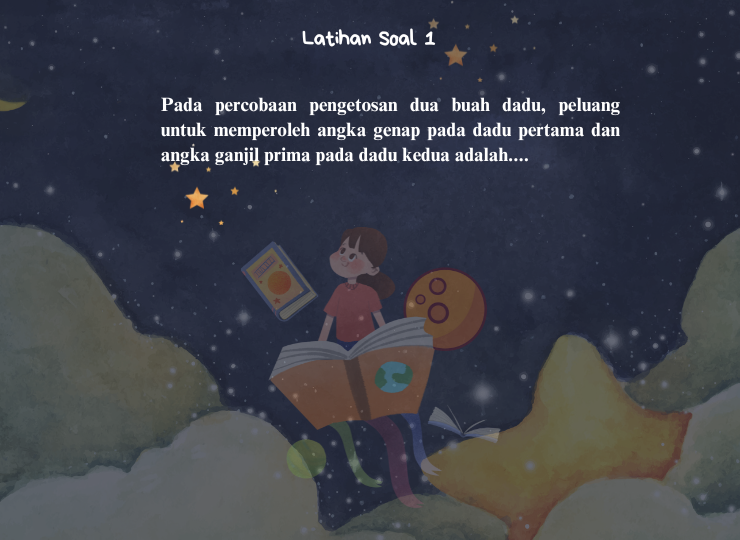 Latihan Soal 1
Pada percobaan pengetosan dua buah dadu, peluang
untuk memperoleh angka genap pada dadu pertama dan
angka ganjil prima pada dadu kedua adalah....